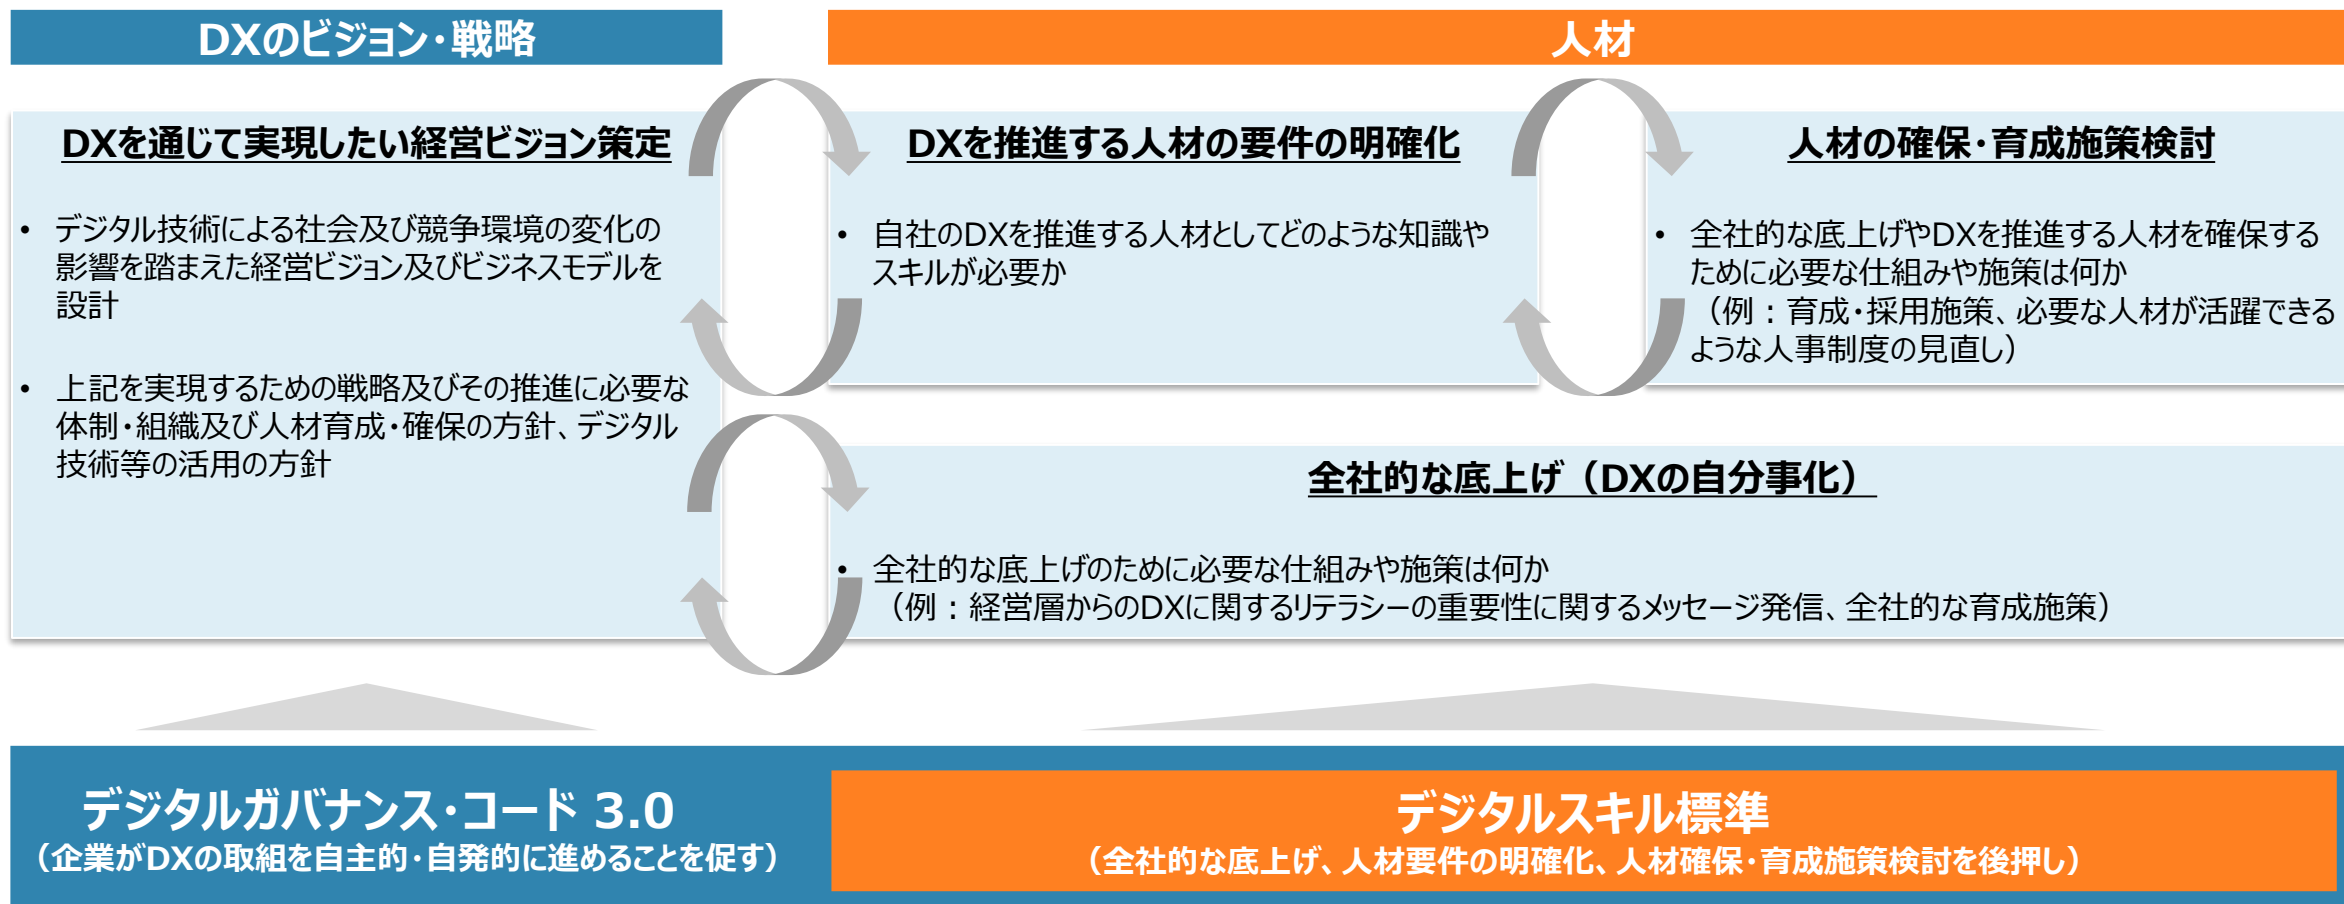 DXのビジョン・戦略
人材
DXを通じて実現したい経営ビジョン策定
• デジタル技術による社会及び競争環境の変化の
影響を踏まえた経営ビジョン及びビジネスモデルを
設計
• 上記を実現するための戦略及びその推進に必要な
体制・組織及び人材育成・確保の方針、デジタル
技術等の活用の方針
DXを推進する人材の要件の明確化
• 自社のDXを推進する人材としてどのような知識や
スキルが必要か
人材の確保・育成施策検討
• 全社的な底上げやDXを推進する人材を確保する
ために必要な仕組みや施策は何か
（例：育成・採用施策、必要な人材が活躍できる
ような人事制度の見直し）
全社的な底上げ（DXの自分事化）
• 全社的な底上げのために必要な仕組みや施策は何か
（例：経営層からのDXに関するリテラシーの重要性に関するメッセージ発信、全社的な育成施策）
デジタルガバナンス・コード 3.0
（企業がDXの取組を自主的・自発的に進めることを促す）
デジタルスキル標準
（全社的な底上げ、人材要件の明確化、人材確保・育成施策検討を後押し）